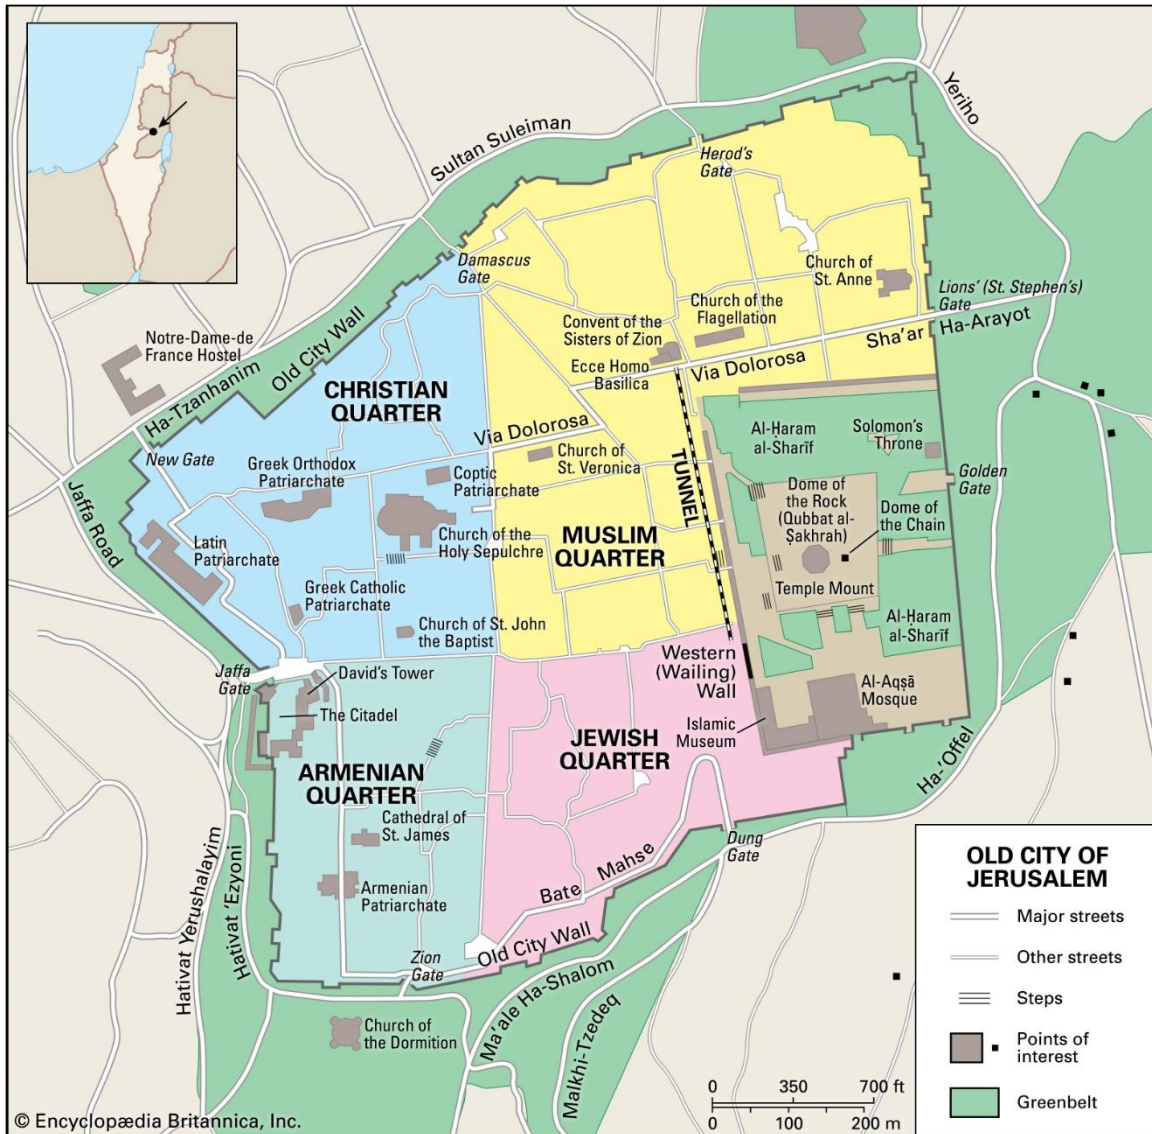 Yeriho
Sultan Suleiman
Herod's
Gate
Damascus
Gate
Church of
St. Anne
Lions' (St. Stephen's)
Gate
Church of the
Flagellation
Convent of the
Sisters of Zion
Sha'ar
Ha-Arayot
Notre-Dame-de
France Hostel
Old City Wall
Ha-Tzanhanim
Ecce Homo
Basilica
Via Dolorosa
CHRISTIAN
QUARTER
Via Dolorosa
Al-Ḥaram
al-Sharīf
Solomon's
Throne
New Gate
Greek Orthodox
Patriarchate
Coptic
Patriarchate
Church of
St. Veronica
TUNNEL
Golden
Gate
Jaffa Road
Dome of
the Rock
(Qubbat al-
Ṣakhrah)
Dome of
the Chain
Latin
Patriarchate
Church of the
Holy Sepulchre
MUSLIM
QUARTER
Temple Mount
Greek Catholic
Patriarchate
Church of St. John
the Baptist
Al-Ḥaram
al-Sharīf
Jaffa
Gate
David's Tower
Western
(Wailing)
Wall
The Citadel
Al-Aqṣā
Mosque
Islamic
Museum
JEWISH
QUARTER
ARMENIAN
QUARTER
Ha-'Offel
Cathedral of
St. James
Dung
Gate
Bate Mahse
Armenian
Patriarchate
Hativat Yerushalayim
Hativat 'Ezyoni
Zion
Gate
Old City Wall
Ma'ale Ha-Shalom
Malkhi-Tzedeq
Church of
the Dormition
OLD CITY OF
JERUSALEM
Major streets
Other streets
Steps
Points of
interest
Greenbelt
0 350 700 ft
0 100 200 m
© Encyclopædia Britannica, Inc.